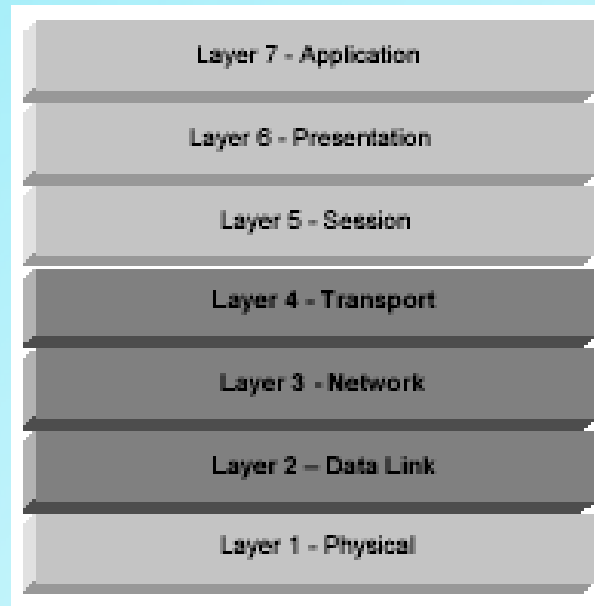 Layer 7 - Application
Layer 6 - Presentation
Layer 5 - Session
Layer 4 - Transport
Layer 3 - Network
Layer 2 – Data Link
Layer 1 - Physical